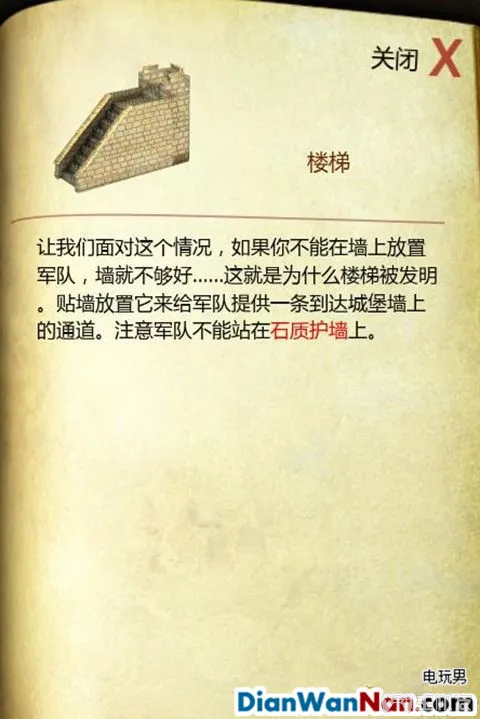 关闭 X
楼梯
让我们面对这个情况，如果你不能在墙上放置
军队，墙就不够好......这就是为什么楼梯被发明
。贴墙放置它来给军队提供一条到达城堡墙上
的通道。注意军队不能站在石质护墙上。
电玩男
DianWanNan.com